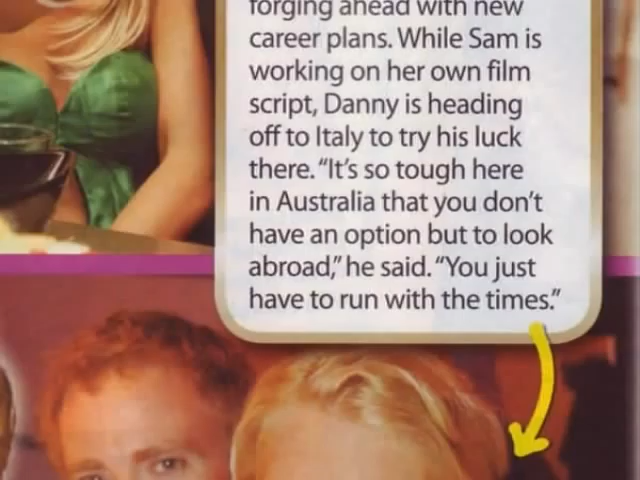 forging ahead with new
career plans. While Sam is
working on her own film
script, Danny is heading
off to Italy to try his luck
there. “It’s so tough here
in Australia that you don’t
have an option but to look
abroad,” he said. “You just
have to run with the times.”